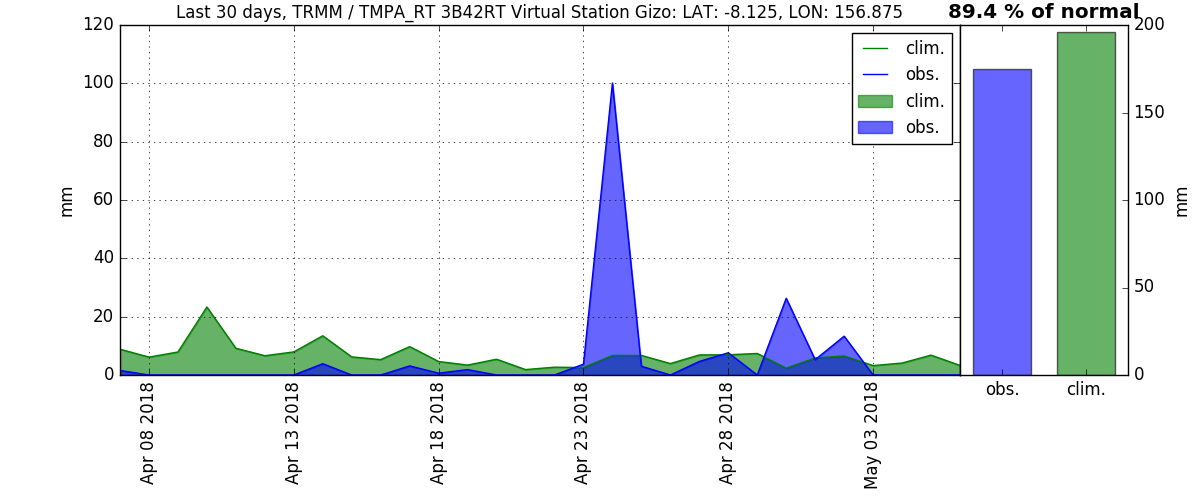 Last 30 days, TRMM / TMPA_RT 3B42RT Virtual Station Gizo: LAT: -8.125, LON: 156.875
89.4 % of normal
120
100
80
60
40
20
0
mm
clim.
obs.
clim.
obs.
Apr 08 2018
Apr 13 2018
Apr 18 2018
Apr 23 2018
Apr 28 2018
May 03 2018
200
150
100
50
0
mm
obs.
clim.